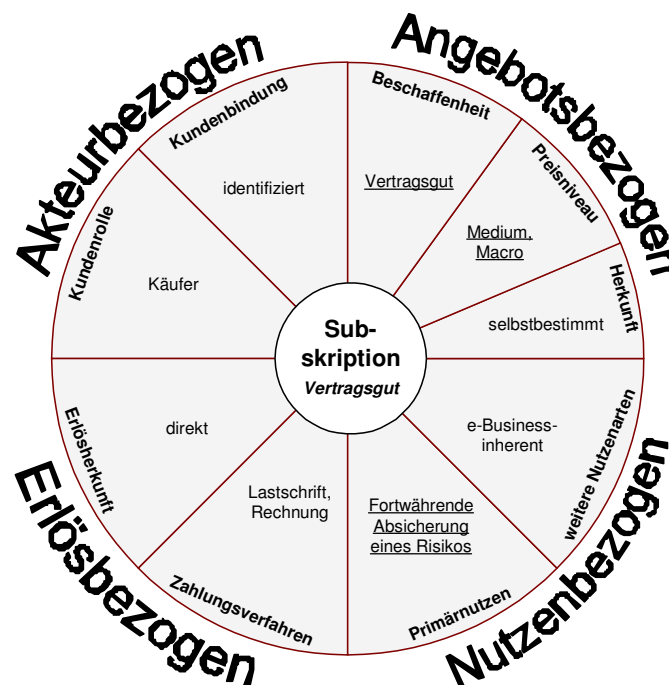 Akteurbezogen
Angebotsbezogen
Kundenbindung
identifiziert
Kundenrolle
Käufer
Beschaffenheit
Vertragsgut
Preisniveau
Medium,
Macro
Herkunft
selbstbestimmt
Sub-
skription
Vertragsgut
Erlösherkunft
direkt
Zahlungsverfahren
Lastschrift,
Rechnung
weitere Nutzenarten
e-Business-
inherent
Primärnutzen
Fortwährende
Absicherung
eines Risikos
Erlösbezogen
Nutzenbezogen